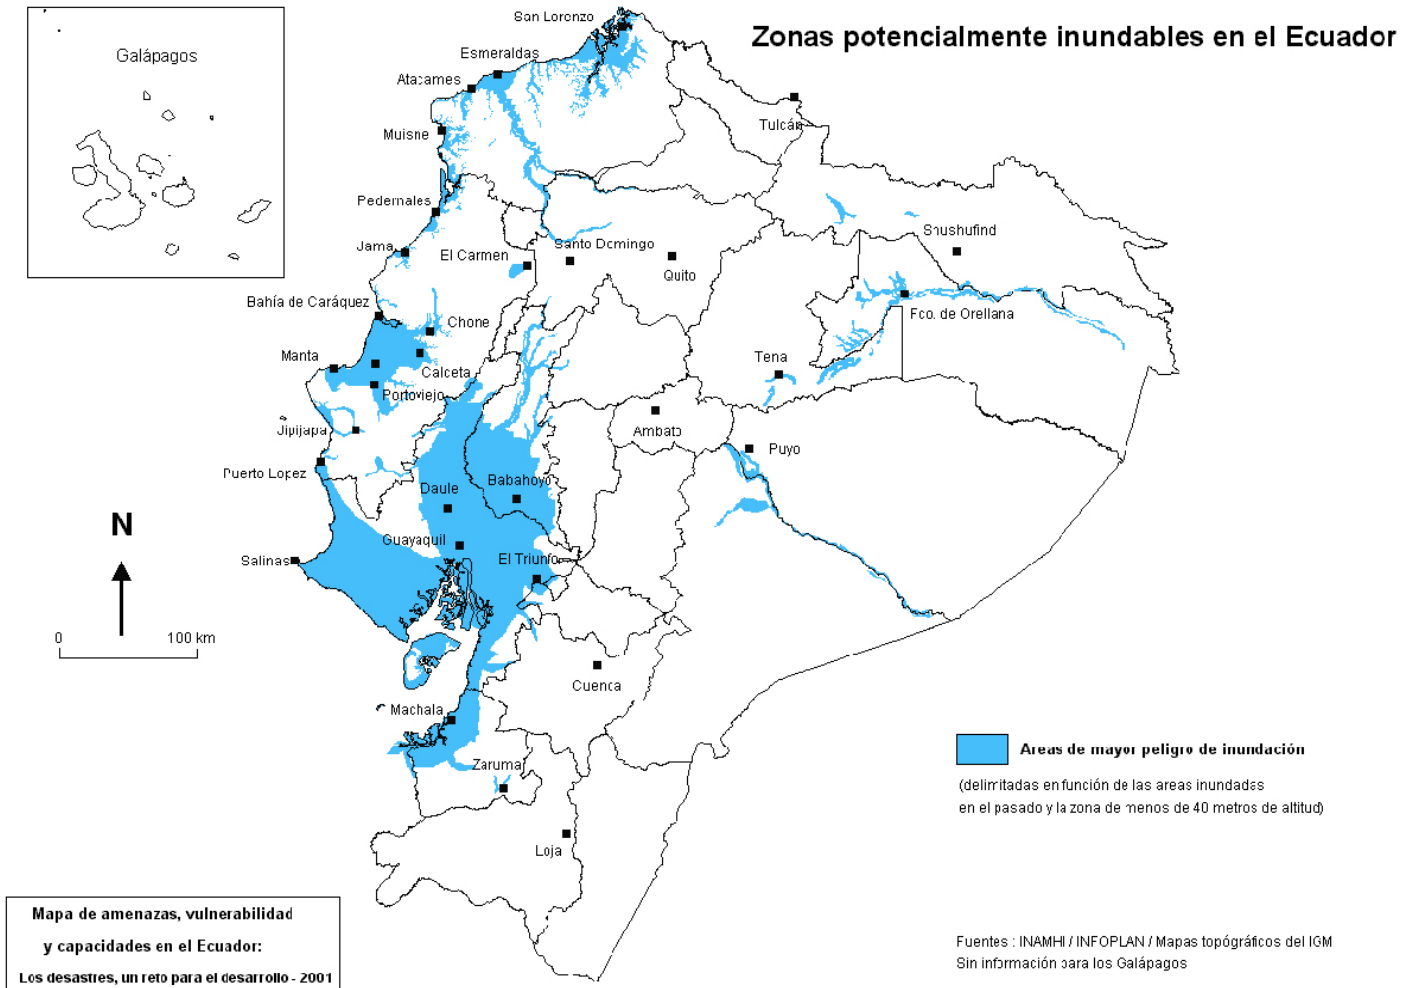 Zonas potencialmente inundables en el Ecuador
Galápagos
San Lorenzo
Esmeraldas
Atacames
Muisne
Tulcán
Pedernales
Jama
El Carmen
Santo Domingo
Quito
Shushufind
Bahía de Caráquez
Chone
Fco. de Orellana
Manta
Calceta
Tena
Portoviejo
Jipijapa
Ambato
Puyo
Puerto Lopez
Daule
Babahoyo
N
Guayaquil
El Triunfo
Salinas
0 100 km
Cuenca
Machala
Zaruma
Loja
Areas de mayor peligro de inundación
(delimitadas en función de las areas inundadas
en el pasado y la zona de menos de 40 metros de altitud)
Mapa de amenazas, vulnerabilidad
y capacidades en el Ecuador:
Los desastres, un reto para el desarrollo - 2001
Fuentes : INAMHI / INFOPLAN / Mapas topógráficos del IGM
Sin información para los Galápagos